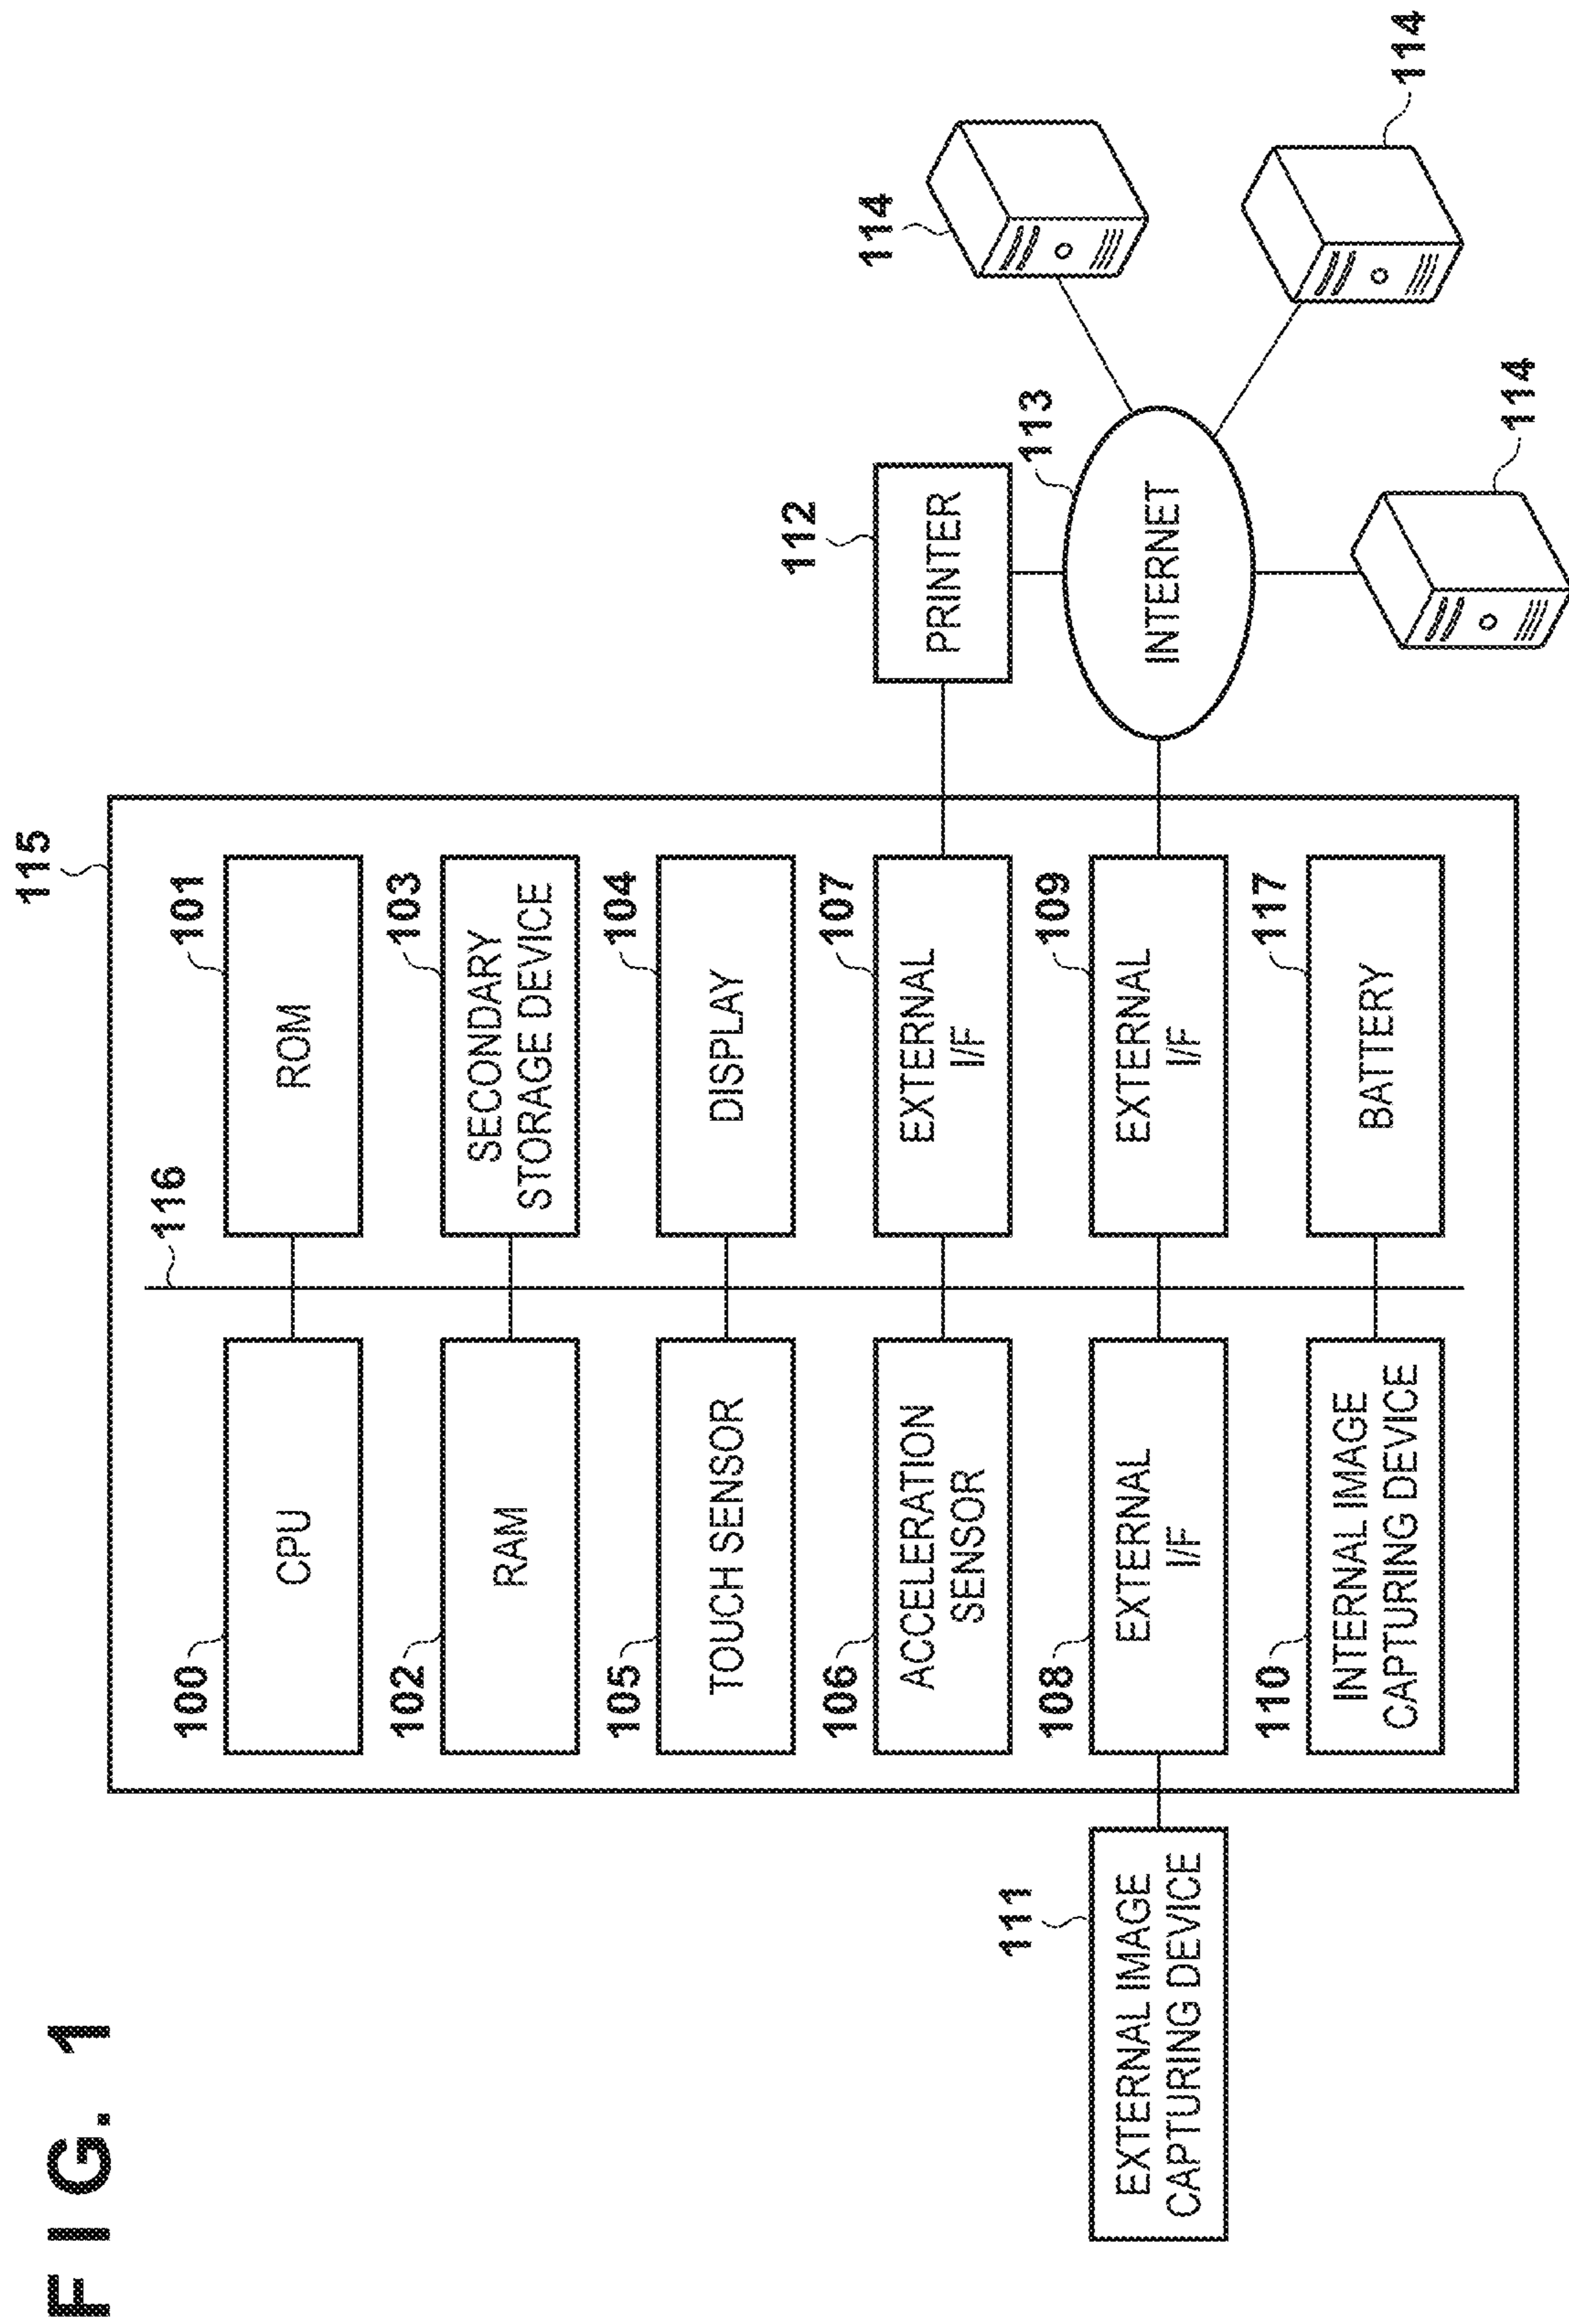 FIG. 1
115
116
100
CPU
101
ROM
102
RAM
103
SECONDARY
STORAGE DEVICE
105
TOUCH SENSOR
104
DISPLAY
106
ACCELERATION
SENSOR
107
EXTERNAL
I/F
112
PRINTER
114
111
EXTERNAL IMAGE
CAPTURING DEVICE
108
EXTERNAL
I/F
109
EXTERNAL
I/F
113
INTERNET
110
INTERNAL IMAGE
CAPTURING DEVICE
117
BATTERY
114
114